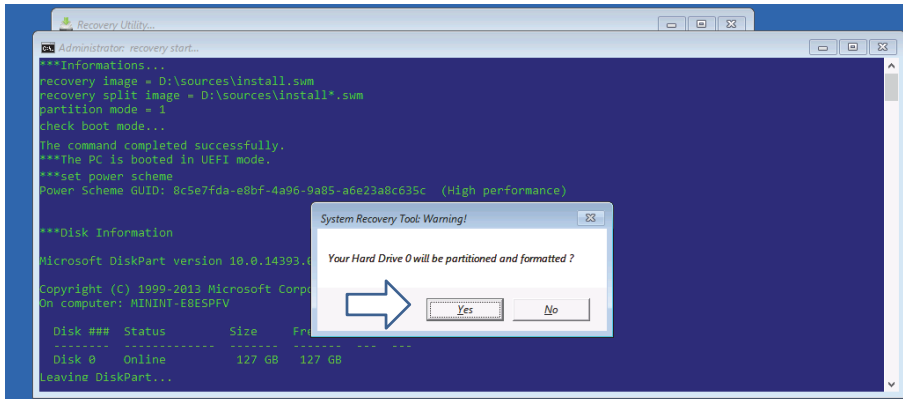 Recovery Utility...
Administrator: recovery start...
***Informations...
recovery image = D:\sources\install.swm
recovery split image = D:\sources\install*.swm
partition mode = 1
check boot mode...
The command completed successfully.
***The PC is booted in UEFI mode.
***set power scheme
Power Scheme GUID: 8c5e7fda-e8bf-4a96-9a85-a6e23a8c635c (High performance)
***Disk Information
Microsoft DiskPart version 10.0.14393.
Copyright (C) 1999-2013 Microsoft Corpo
On computer: MININT-E8ESPFV
Disk ### Status Size Fre
-------- ------------- ------- ------- --- ---
Disk 0 Online 127 GB 127 GB
Leaving DiskPart...
System Recovery Tool: Warning!
Your Hard Drive 0 will be partitioned and formatted ?
Yes
No